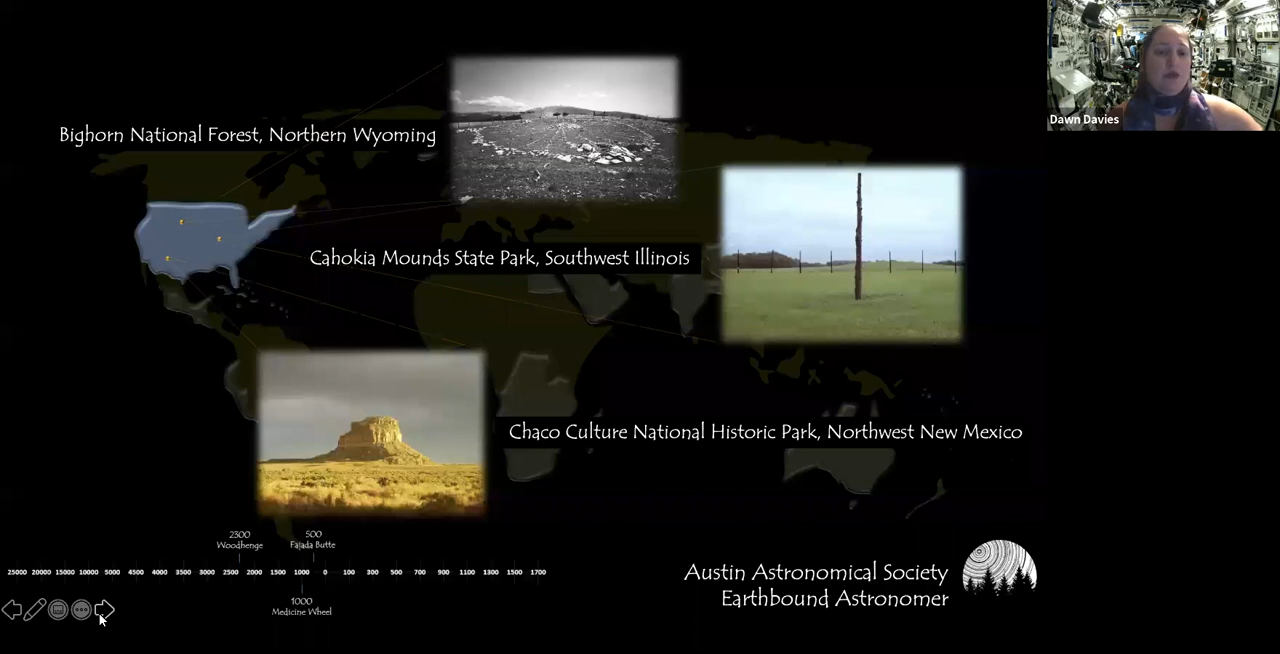 Dawn Davies
Bighorn National Forest, Northern Wyoming
Cahokia Mounds State Park, Southwest Illinois
Chaco Culture National Historic Park, Northwest New Mexico
2300
Woodhenge
500
Fajada Butte
25000 20000 15000 10000 5000 4500 4000 3500 3000 2500 2000 1500 1000 0 100 300 500 700 900 1100 1300 1500 1700
1000
Medicine Wheel
Austin Astronomical Society
Earthbound Astronomer